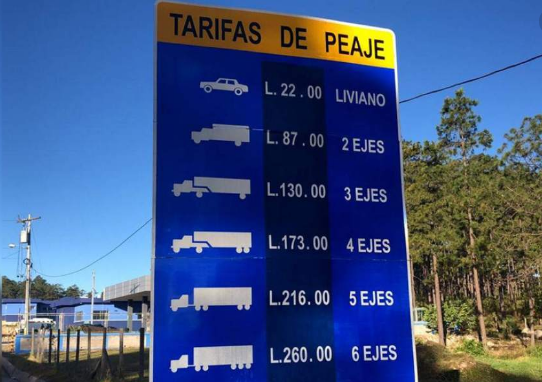 TARIFAS DE PEAJE
L. 22.00 LIVIANO
L. 87.00 2 EJES
L.130.00 3 EJES
L.173.00 4 EJES
L.216.00 5 EJES
L.260.00 6 EJES